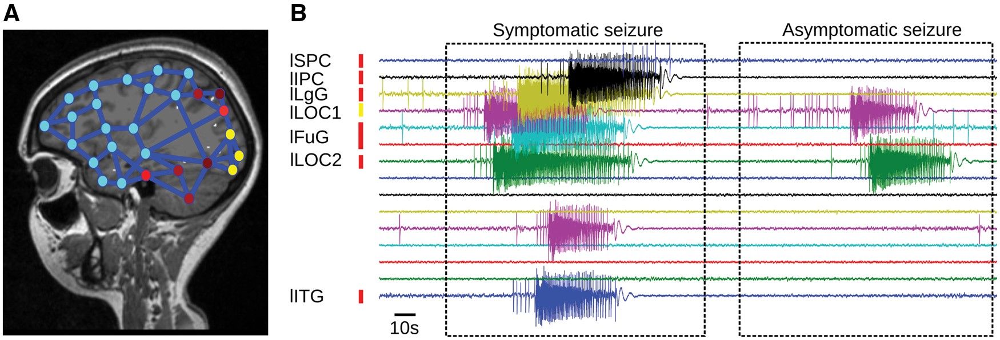 A
B
Symptomatic seizure
Asymptomatic seizure
lSPC
lIPC
lLgG
lLOC1
lFuG
lLOC2
lITG
10s